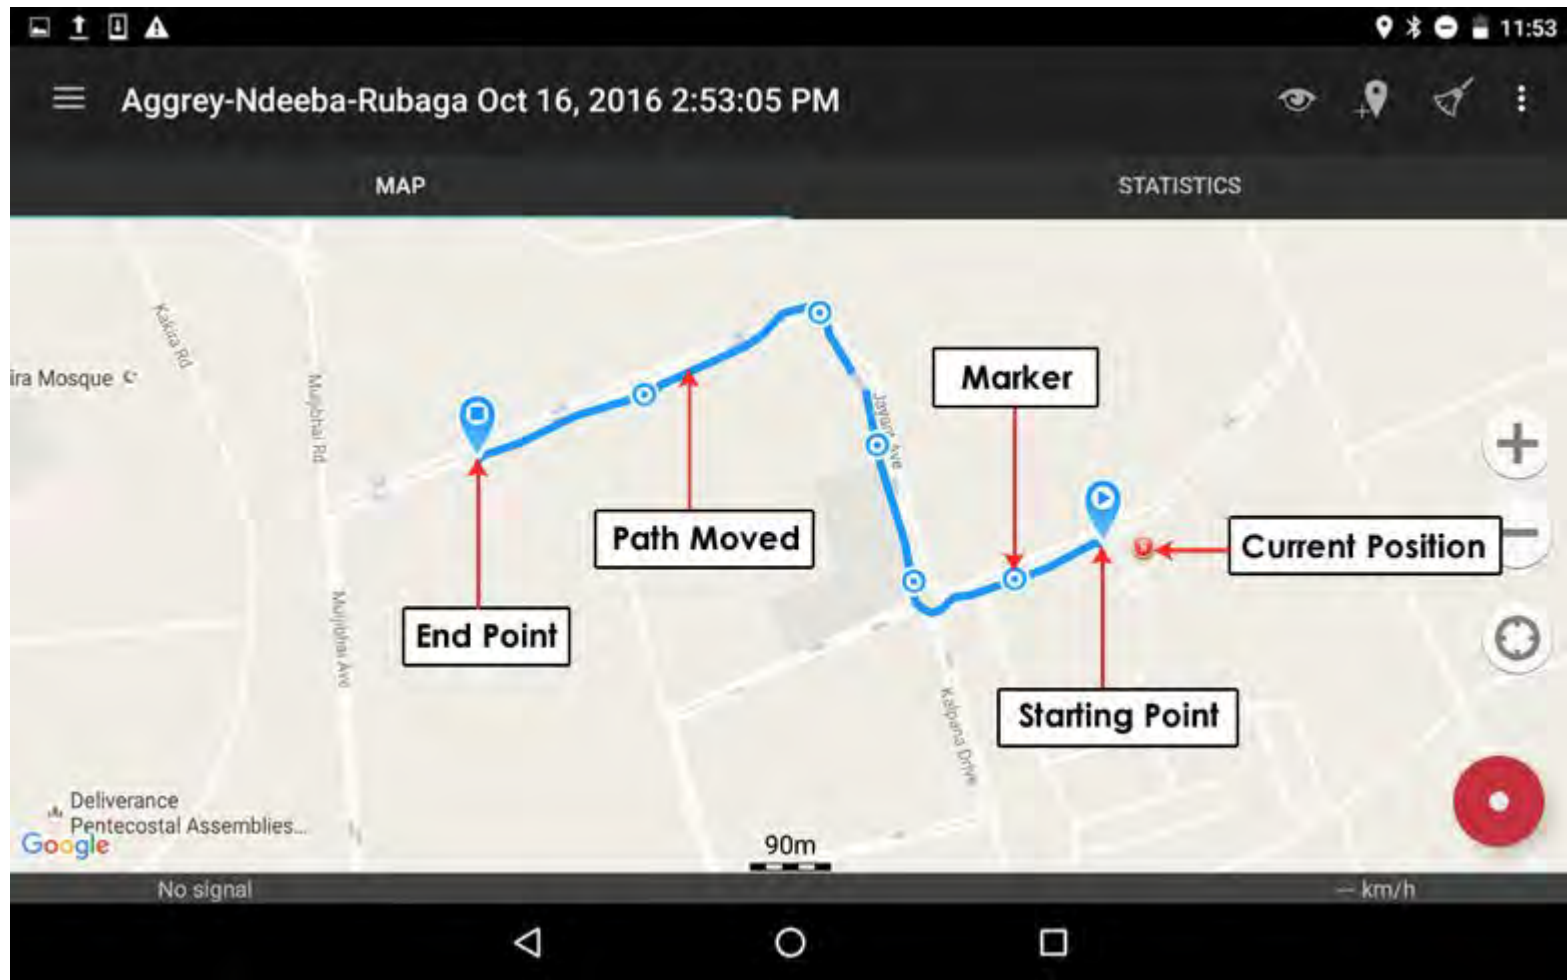 11:53
Aggrey-Ndeeba-Rubaga Oct 16, 2016 2:53:05 PM
MAP
STATISTICS
Kakira Rd
ira Mosque
Mujibhai Rd
Marker
Path Moved
Current Position
End Point
Mujibhai Ave
Starting Point
Kalpana Drive
Deliverance
Pentecostal Assemblies...
Google
90m
No signal
-- km/h